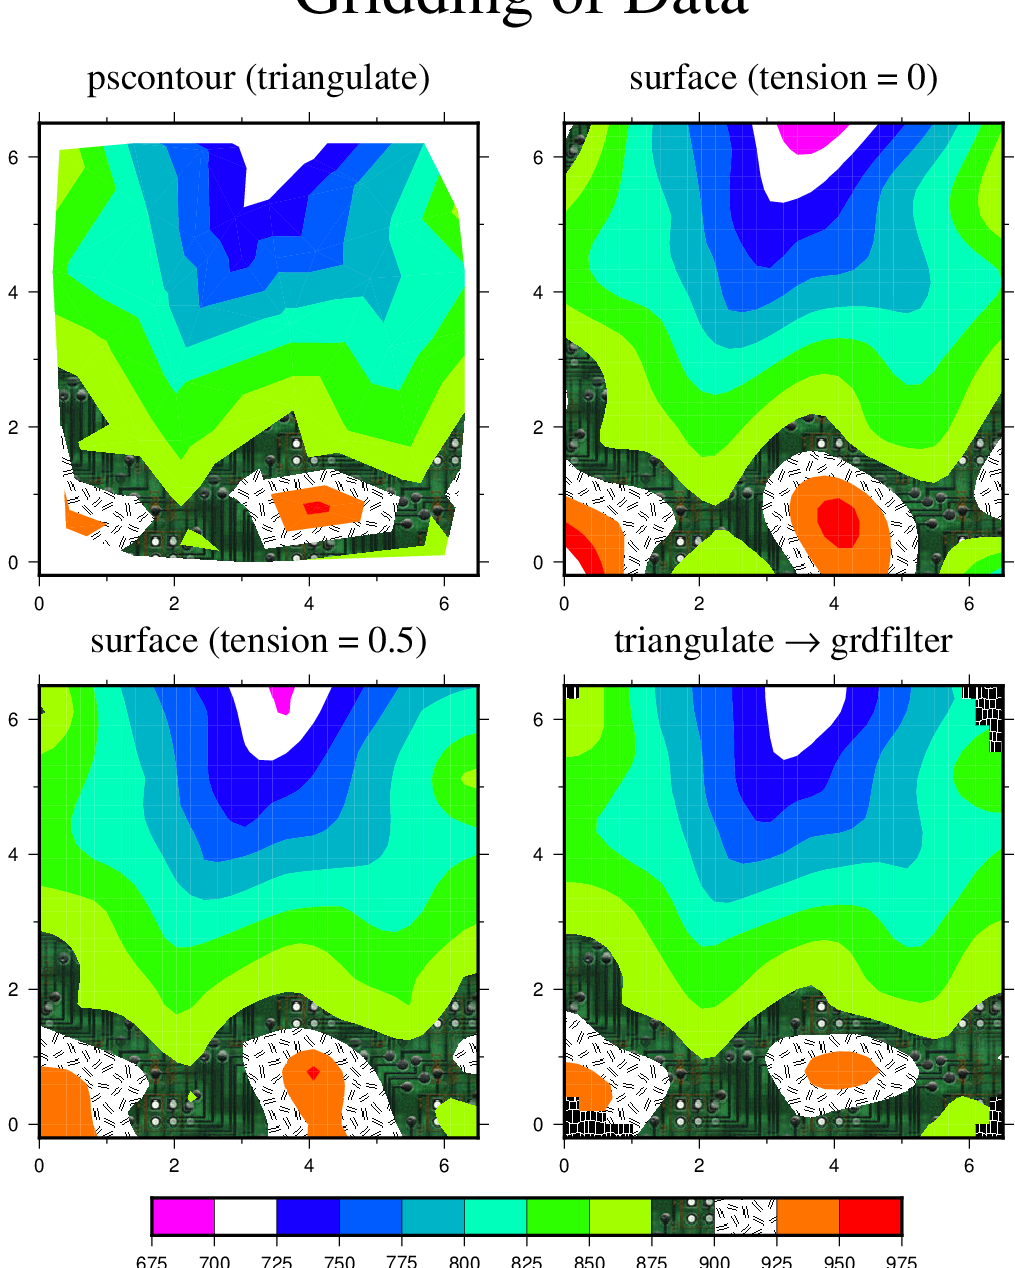 Gridding of Data
pscontour (triangulate)
surface (tension = 0)
6
4
2
0
0 2 4 6
6
4
2
0
0 2 4 6
surface (tension = 0.5)
triangulate → grdfilter
6
4
2
0
0 2 4 6
6
4
2
0
0 2 4 6
675 700 725 750 775 800 825 850 875 900 925 950 975